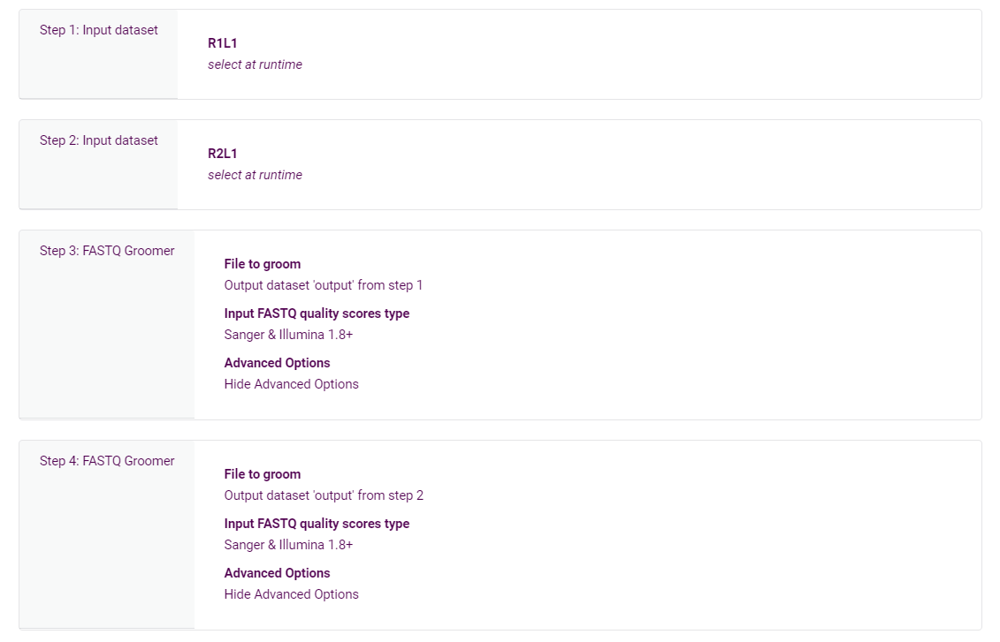 Step 1: Input dataset
R1L1
select at runtime
Step 2: Input dataset
R2L1
select at runtime
Step 3: FASTQ Groomer
File to groom
Output dataset 'output' from step 1
Input FASTQ quality scores type
Sanger & Illumina 1.8+
Advanced Options
Hide Advanced Options
Step 4: FASTQ Groomer
File to groom
Output dataset 'output' from step 2
Input FASTQ quality scores type
Sanger & Illumina 1.8+
Advanced Options
Hide Advanced Options